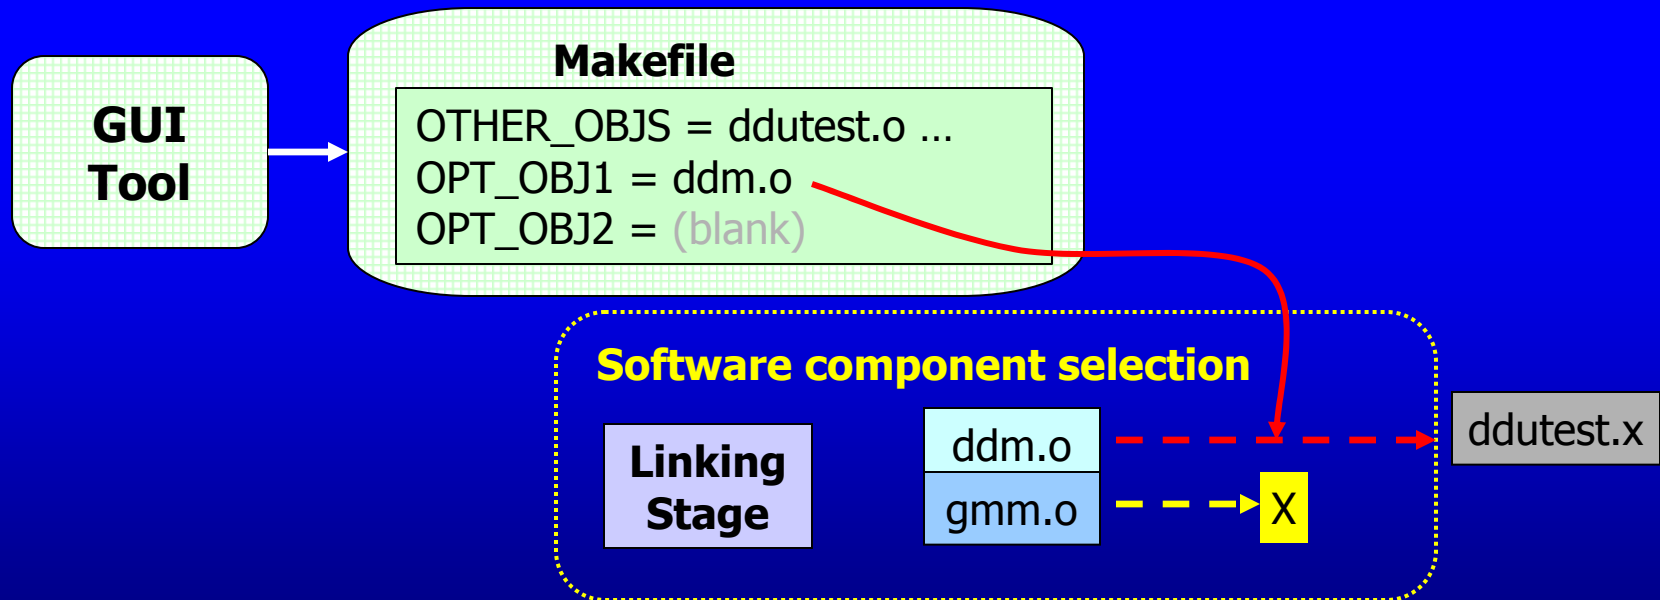 GUI
Tool
Makefile
OTHER_OBJS = ddutest.o …
OPT_OBJ1 = ddm.o
OPT_OBJ2 = (blank)
Software component selection
Linking
Stage
ddm.o
gmm.o
X
ddutest.x